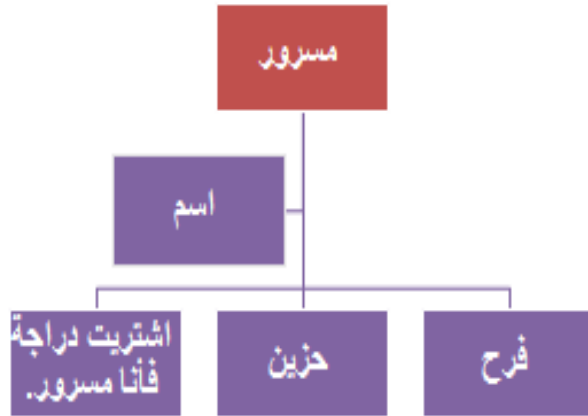 مسرور
اسم
فرح
حزين
اشتريت دراجة
فأنا مسرور.